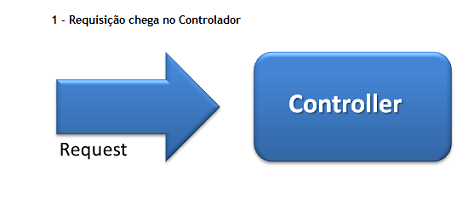 1 - Requisição chega no Controlador
Controller
Request